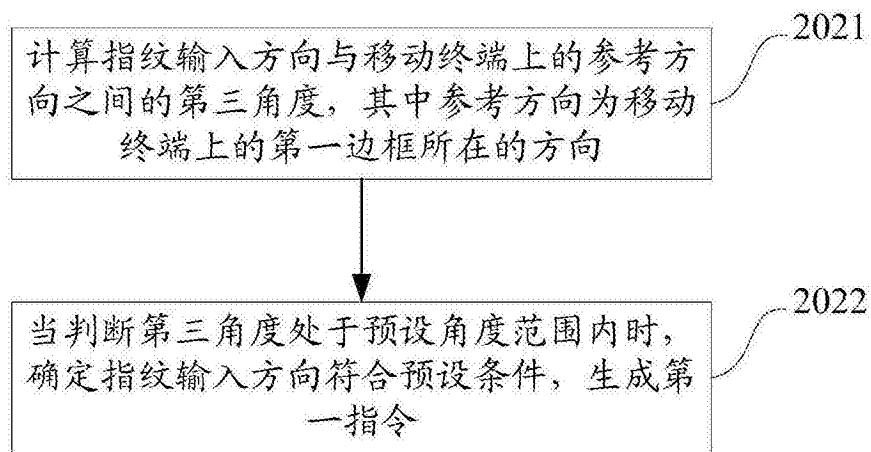 计算指纹输入方向与移动终端上的参考方
向之间的第三角度，其中参考方向为移动
终端上的第一边框所在的方向
2021
当判断第三角度处于预设角度范围内时，
确定指纹输入方向符合预设条件，生成第
一指令
2022